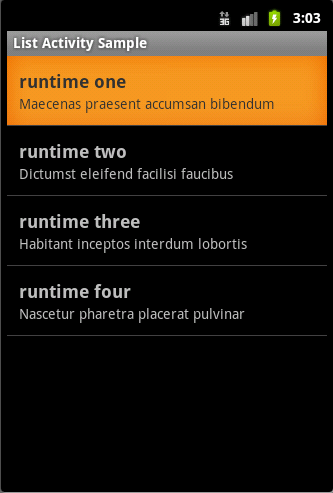 3G 3:03
List Activity Sample
runtime one
Maecenas praesent accumsan bibendum
runtime two
Dictumst eleifend facilisi faucibus
runtime three
Habitant inceptos interdum lobortis
runtime four
Nascetur pharetra placerat pulvinar